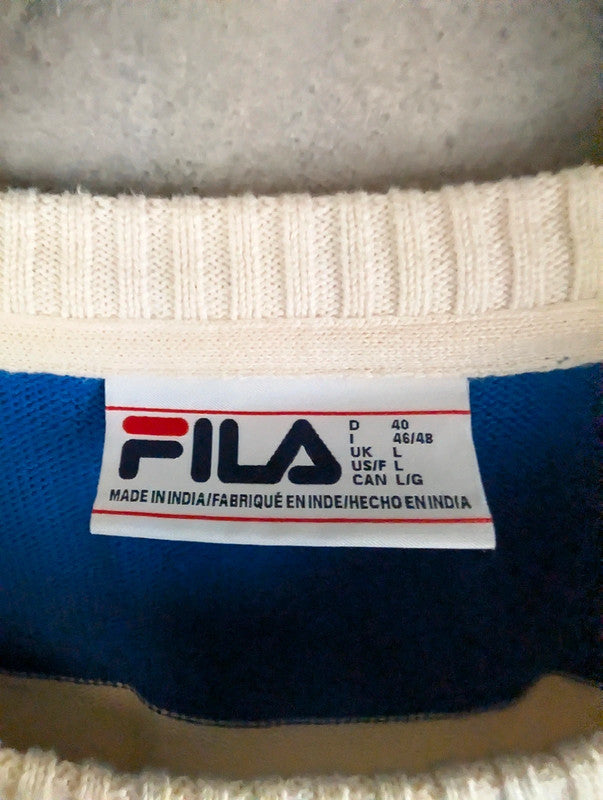 FILA
D 40
I 46/48
UK L
US/F L
CAN L/G
MADE IN INDIA/FABRIQUÉ EN INDE/HECHO EN INDIA